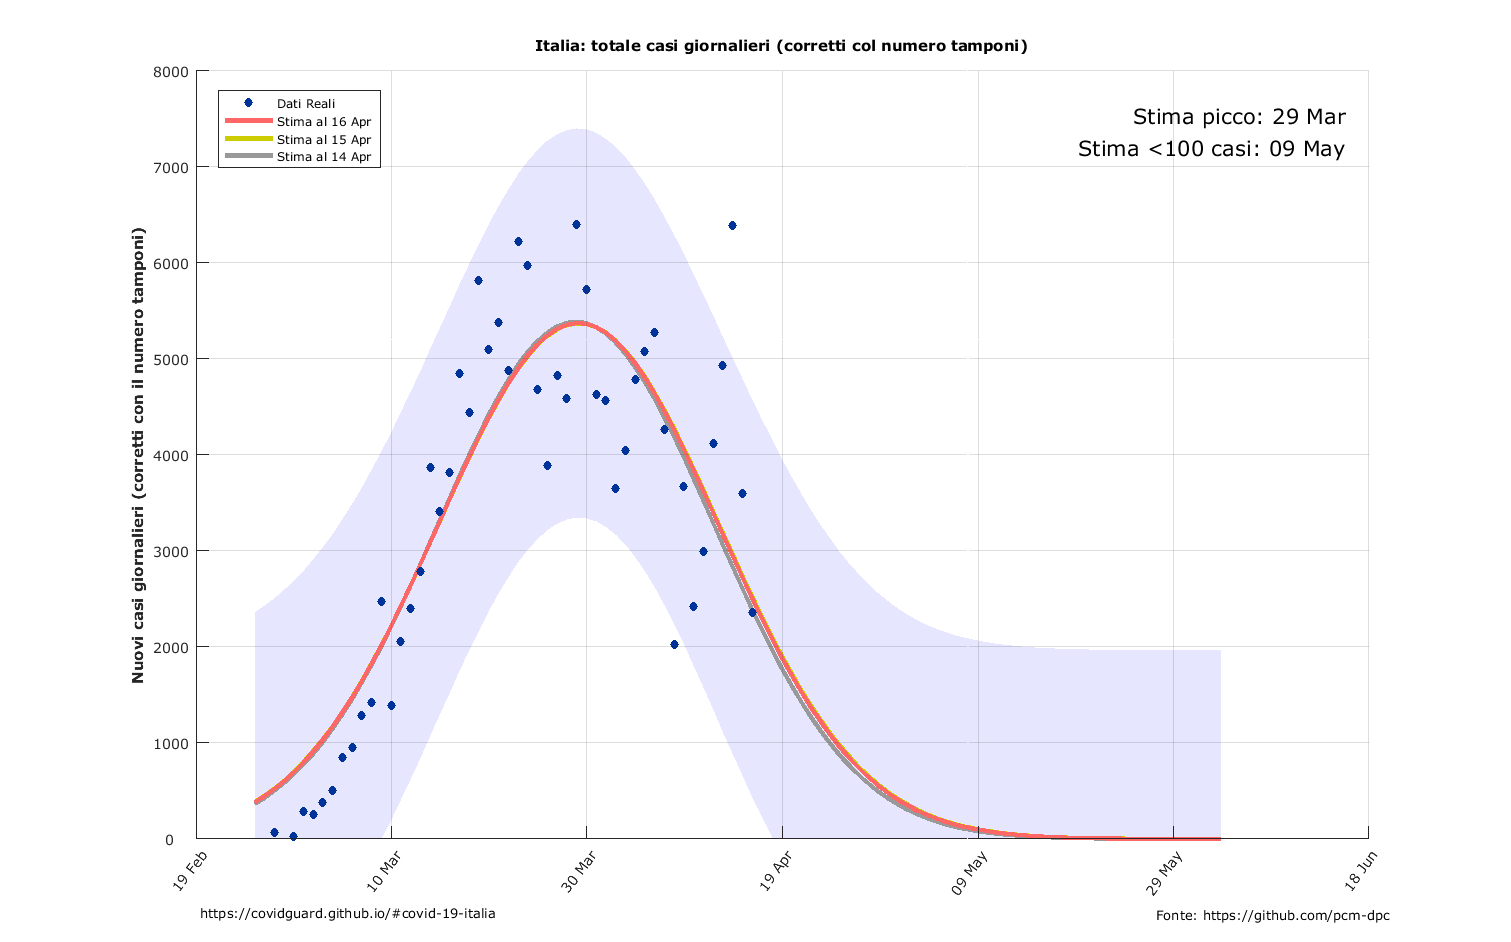 Italia: totale casi giornalieri (corretti col numero tamponi)
8000
7000
6000
5000
4000
3000
2000
1000
0
Nuovi casi giornalieri (corretti con il numero tamponi)
Dati Reali
Stima al 16 Apr
Stima al 15 Apr
Stima al 14 Apr
Stima picco: 29 Mar
Stima <100 casi: 09 May
19 Feb
10 Mar
30 Mar
19 Apr
09 May
29 May
18 Jun
https://covidguard.github.io/#covid-19-italia
Fonte: https://github.com/pcm-dpc